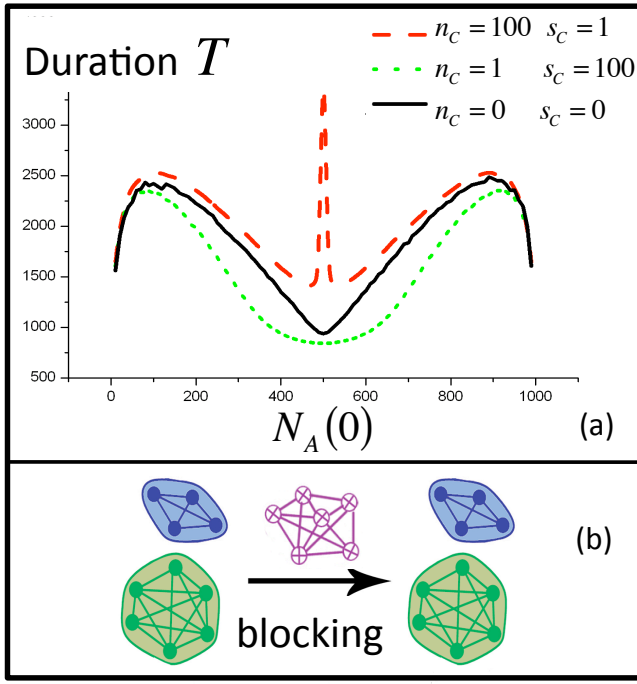 Duration T
n_C = 100 s_C = 1
n_C = 1 s_C = 100
n_C = 0 s_C = 0
3000
2500
2000
1500
1000
500
0 200 400 600 800 1000
N_A(0)
(a)
(b)
blocking